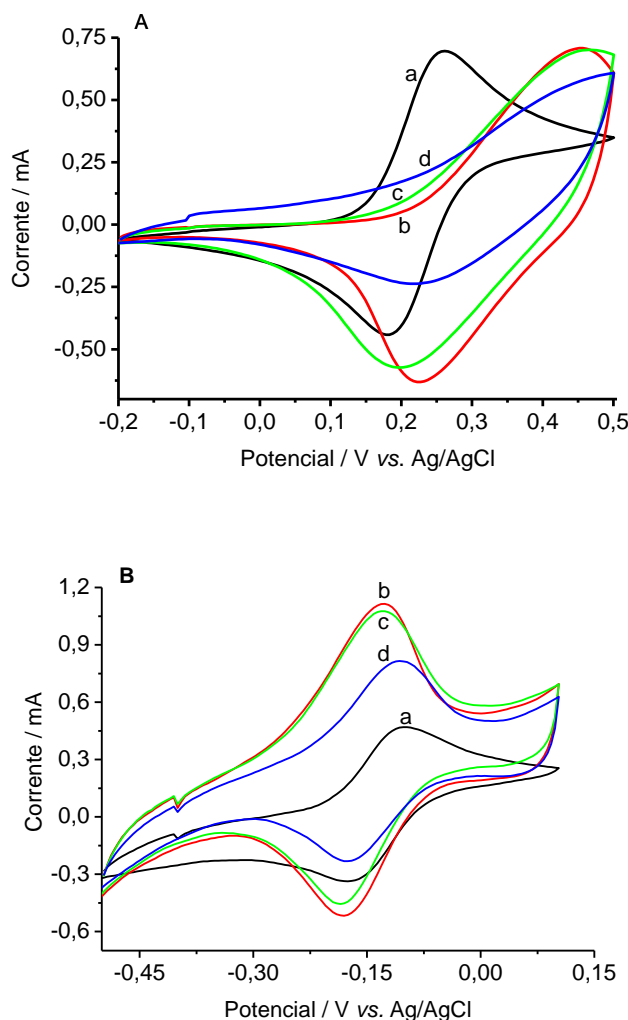 A
0,75
0,50
0,25
0,00
-0,25
-0,50
Corrente / mA
a
d
c
b
-0,2 -0,1 0,0 0,1 0,2 0,3 0,4 0,5
Potencial / V vs. Ag/AgCl
B
1,2
0,9
0,6
0,3
0,0
-0,3
-0,6
Corrente / mA
b
c
d
a
-0,45 -0,30 -0,15 0,00 0,15
Potencial / V vs. Ag/AgCl